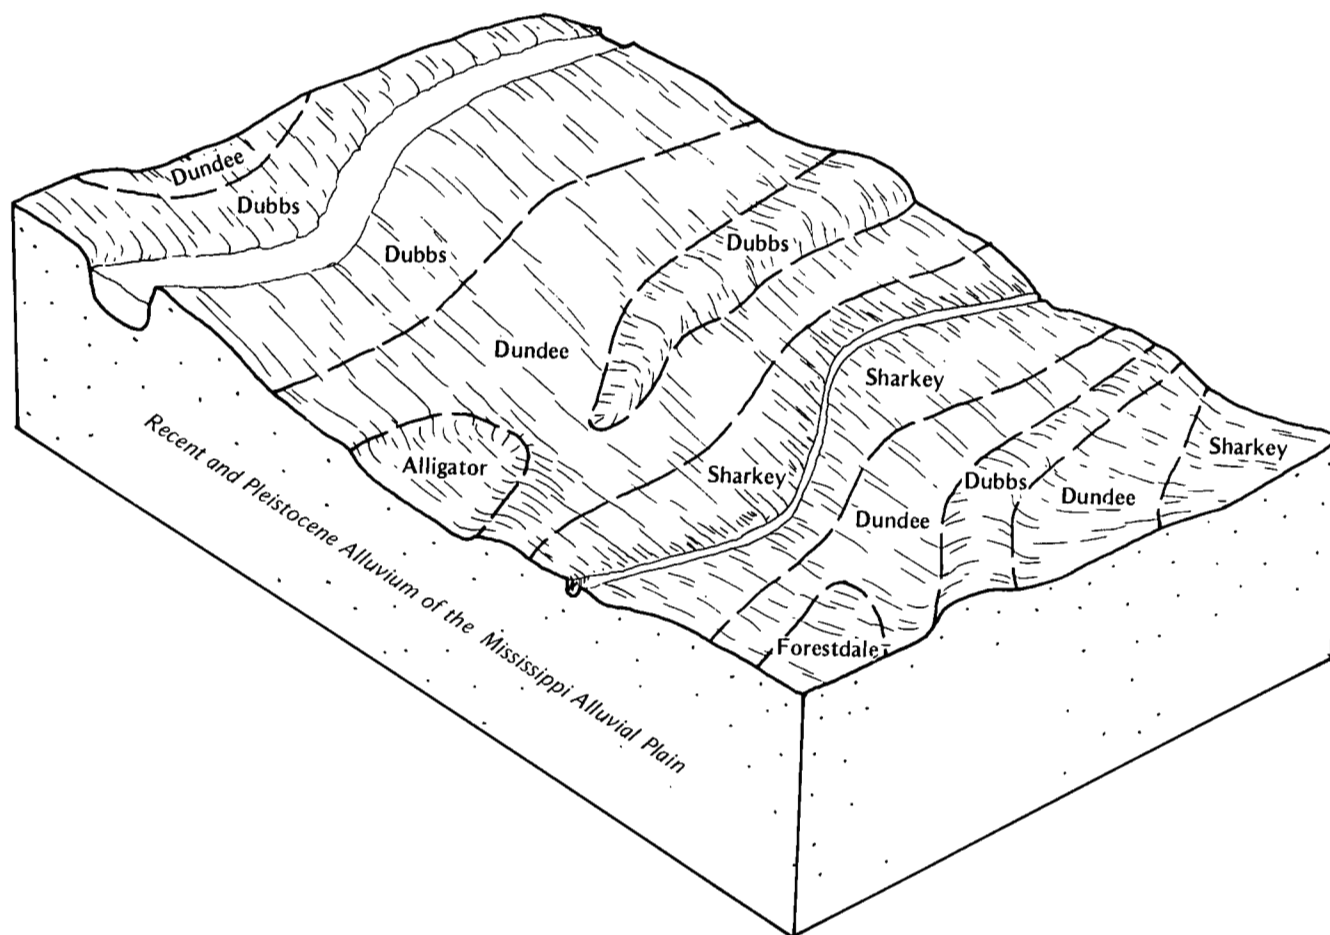 Dundee
Dubbs
Dubbs
Dubbs
Dundee
Sharkey
Alligator
Sharkey
Sharkey
Dubbs
Dundee
Dundee
Forestdale
Recent and Pleistocene Alluvium of the Mississippi Alluvial Plain